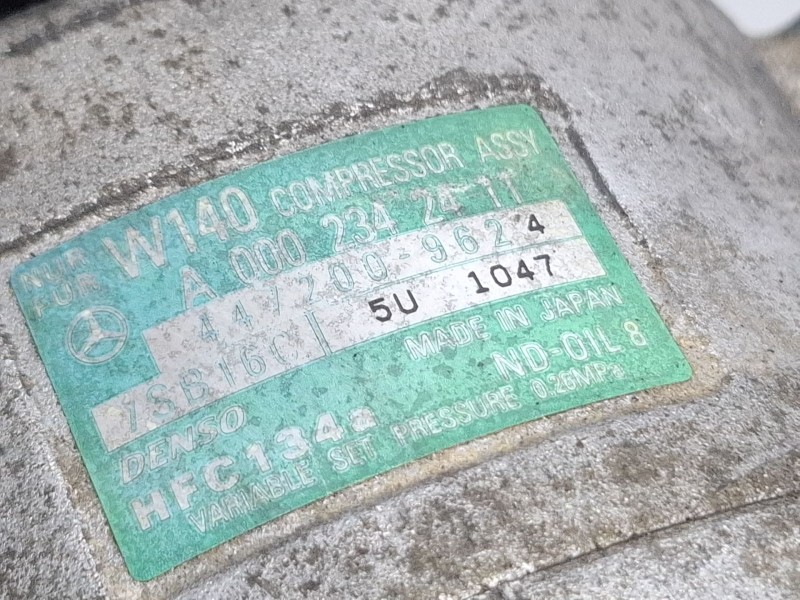 NUR FOR W140 COMPRESSOR ASSY
A 000 234 24 11
447200-9624
7SB16C 5U 1047
MADE IN JAPAN
DENSO ND-OIL 8
HFC134a
VARIABLE SET PRESSURE 0.26MPa